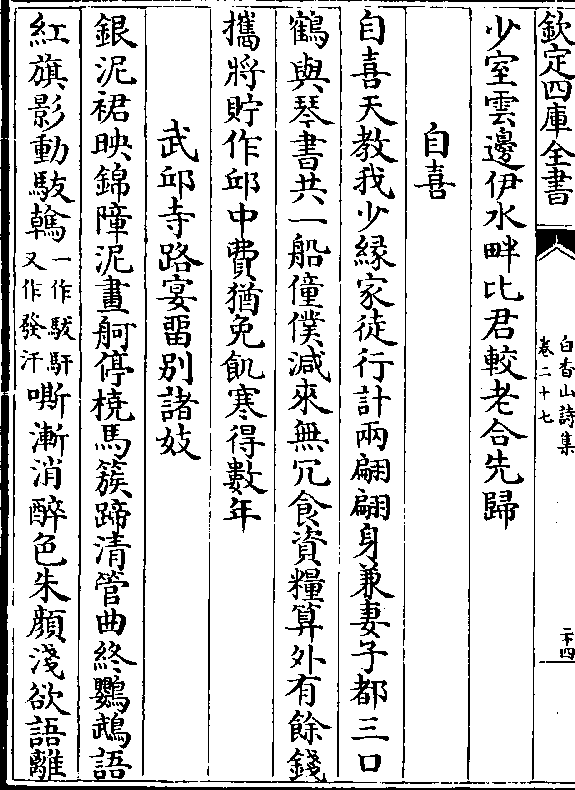 欽定四庫全書
白香山詩集
卷二十七
二十四
少室雲邊伊水畔比君較老合先歸
自喜
自喜天教我少緣家徒行計兩翩翩身兼妻子都三口
鶴與琴書共一船僮僕減來無冗食資糧算外有餘錢
攜將貯作邱中費猶免飢寒得數年
武邱寺路宴留别諸妓
銀泥裙映錦障泥畫舸停橈馬簇蹄清管曲終鸚鵡語
紅旗影動
一作馯
又作發汗
嘶漸消醉色朱顔淺欲語離